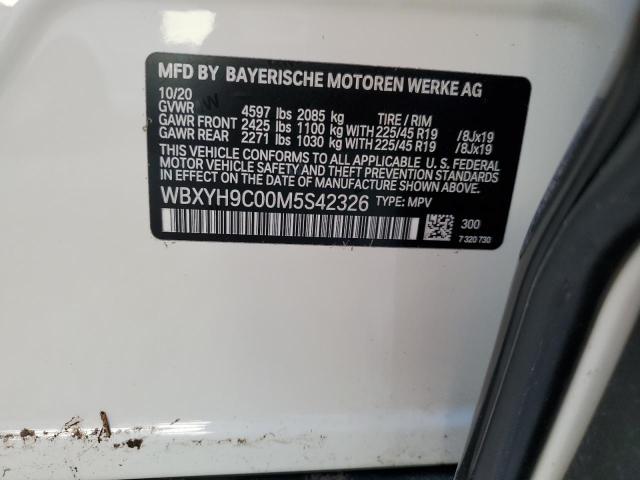 MFD BY BAYERISCHE MOTOREN WERKE AG
10/20
GVWR 4597 lbs 2085 kg TIRE / RIM
GAWR FRONT 2425 lbs 1100 kg WITH 225/45 R19 /8Jx19
GAWR REAR 2271 lbs 1030 kg WITH 225/45 R19 /8Jx19
THIS VEHICLE CONFORMS TO ALL APPLICABLE U. S. FEDERAL
MOTOR VEHICLE SAFETY AND THEFT PREVENTION STANDARDS
IN EFFECT ON THE DATE OF MANUFACTURE SHOWN ABOVE.
WBXYH9C00M5S42326 TYPE: MPV
300
7 320 730